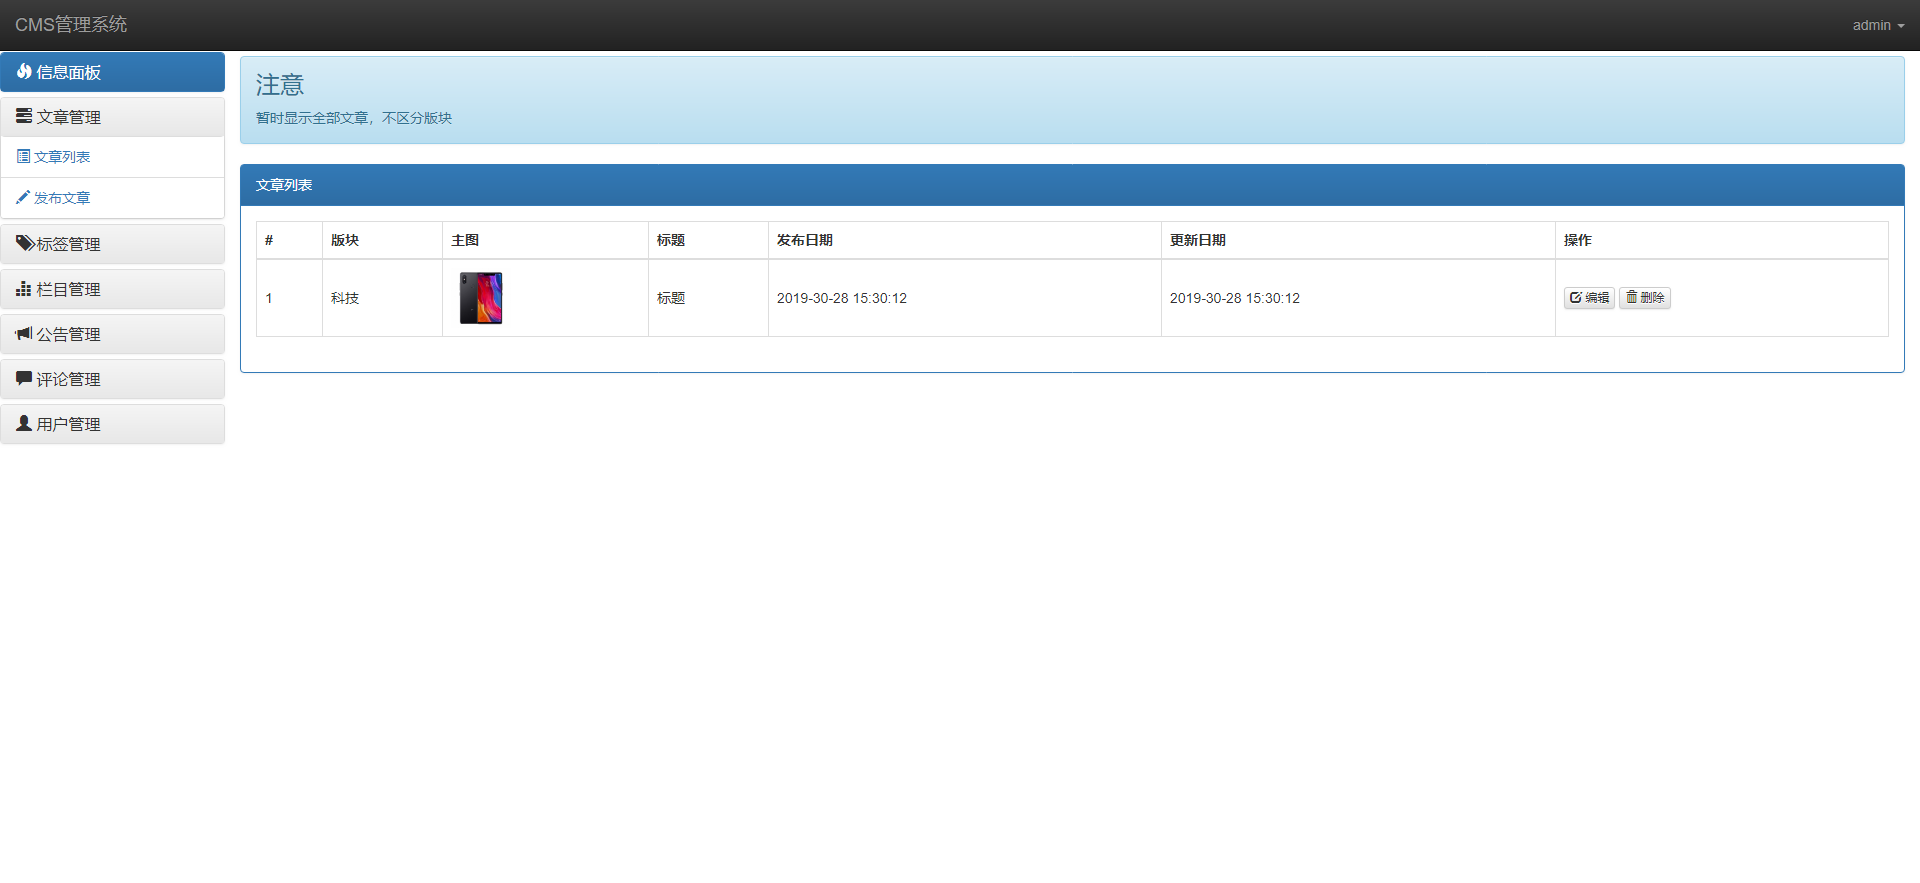 CMS管理系统
admin
信息面板
文章管理
文章列表
发布文章
标签管理
栏目管理
公告管理
评论管理
用户管理
注意
暂时显示全部文章，不区分版块
文章列表
# 版块 主图 标题 发布日期 更新日期 操作
1 科技 标题 2019-30-28 15:30:12 2019-30-28 15:30:12 编辑 删除